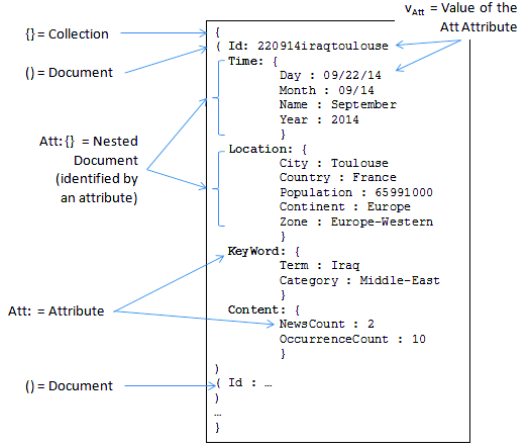 v_Att = Value of the
Att Attribute
{} = Collection
{
( Id: 220914iraqtoulouse
() = Document
Time: {
Day : 09/22/14
Month : 09/14
Name : September
Year : 2014
}
Att:{} = Nested
Document
(identified by
an attribute)
Location: {
City : Toulouse
Country : France
Population : 65991000
Continent : Europe
Zone : Europe-Western
}
KeyWord: {
Term : Iraq
Category : Middle-East
}
Att: = Attribute
Content: {
NewsCount : 2
OccurrenceCount : 10
}
)
() = Document
( Id : …
)
…
}